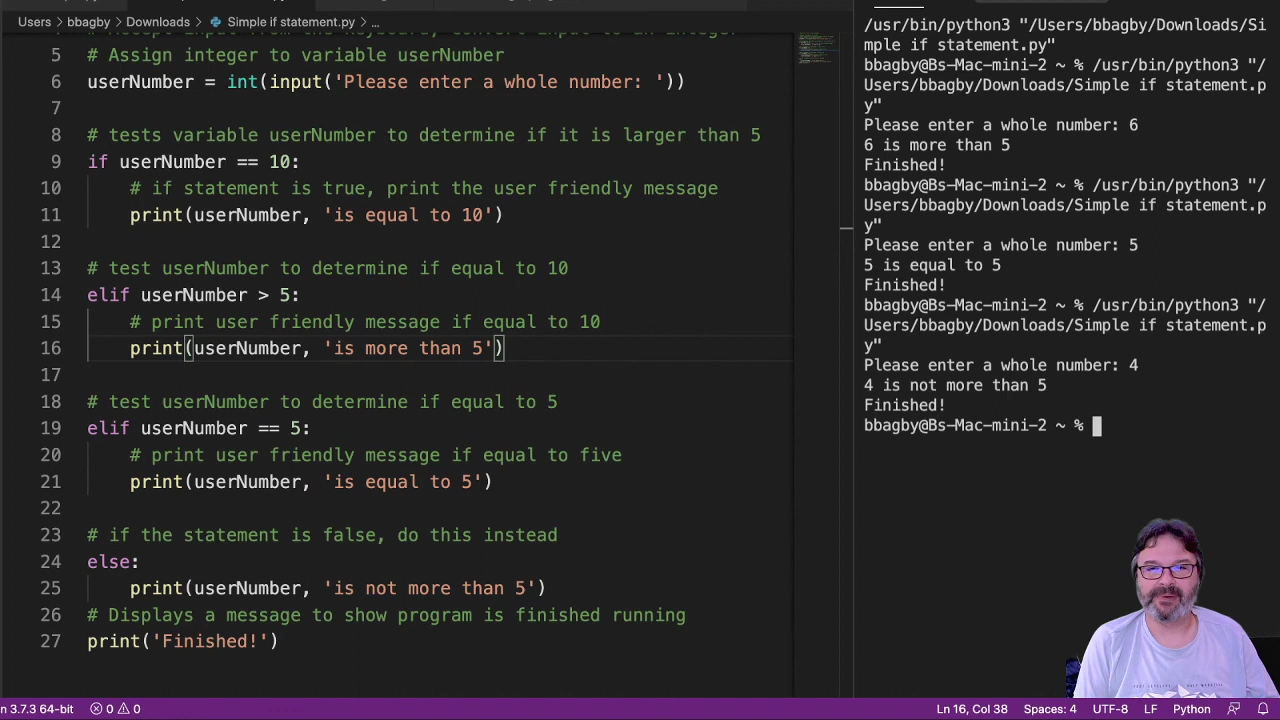 Users > bbagby > Downloads > Simple if statement.py > ...
5 # Assign integer to variable userNumber
6 userNumber = int(input('Please enter a whole number: '))
7
8 # tests variable userNumber to determine if it is larger than 5
9 if userNumber == 10:
10 # if statement is true, print the user friendly message
11 print(userNumber, 'is equal to 10')
12
13 # test userNumber to determine if equal to 10
14 elif userNumber > 5:
15 # print user friendly message if equal to 10
16 print(userNumber, 'is more than 5')
17
18 # test userNumber to determine if equal to 5
19 elif userNumber == 5:
20 # print user friendly message if equal to five
21 print(userNumber, 'is equal to 5')
22
23 # if the statement is false, do this instead
24 else:
25 print(userNumber, 'is not more than 5')
26 # Displays a message to show program is finished running
27 print('Finished!')
/usr/bin/python3 "/Users/bbagby/Downloads/Si
mple if statement.py"
bbagby@Bs-Mac-mini-2 ~ % /usr/bin/python3 "/
Users/bbagby/Downloads/Simple if statement.p
y"
Please enter a whole number: 6
6 is more than 5
Finished!
bbagby@Bs-Mac-mini-2 ~ % /usr/bin/python3 "/
Users/bbagby/Downloads/Simple if statement.p
y"
Please enter a whole number: 5
5 is equal to 5
Finished!
bbagby@Bs-Mac-mini-2 ~ % /usr/bin/python3 "/
Users/bbagby/Downloads/Simple if statement.p
y"
Please enter a whole number: 4
4 is not more than 5
Finished!
bbagby@Bs-Mac-mini-2 ~ %
n 3.7.3 64-bit 0 0 Ln 16, Col 38 Spaces: 4 UTF-8 LF Python